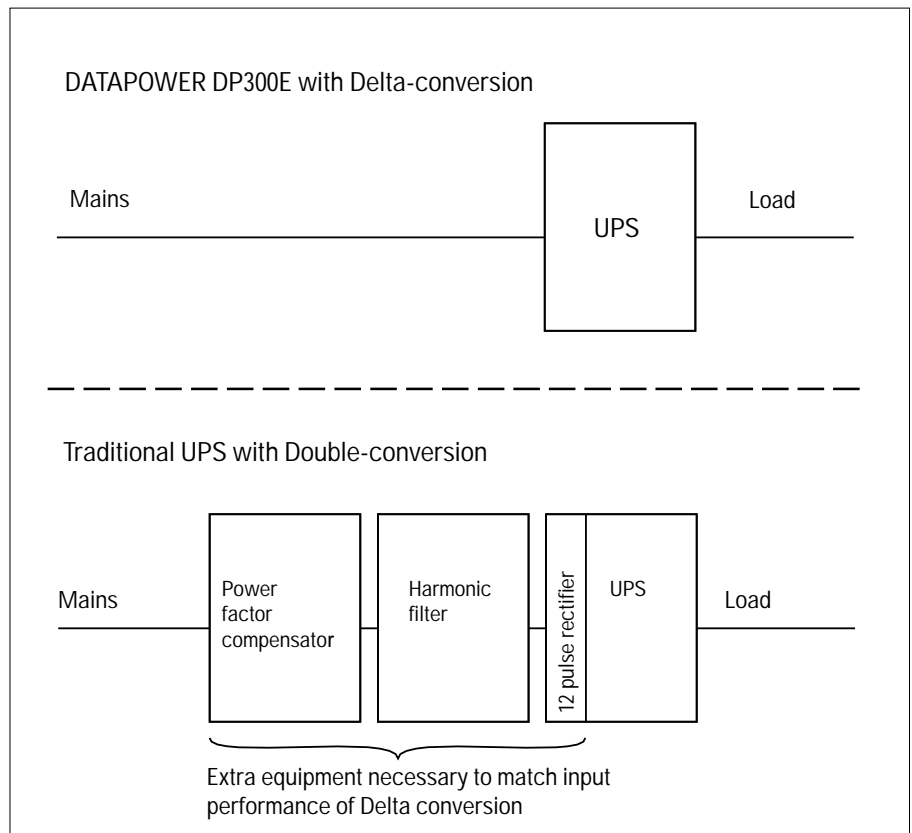 DATAPOWER DP300E with Delta-conversion
Mains
UPS
Load
Traditional UPS with Double-conversion
Mains
Power
factor
compensator
Harmonic
filter
12 pulse rectifier
UPS
Load
Extra equipment necessary to match input
performance of Delta conversion